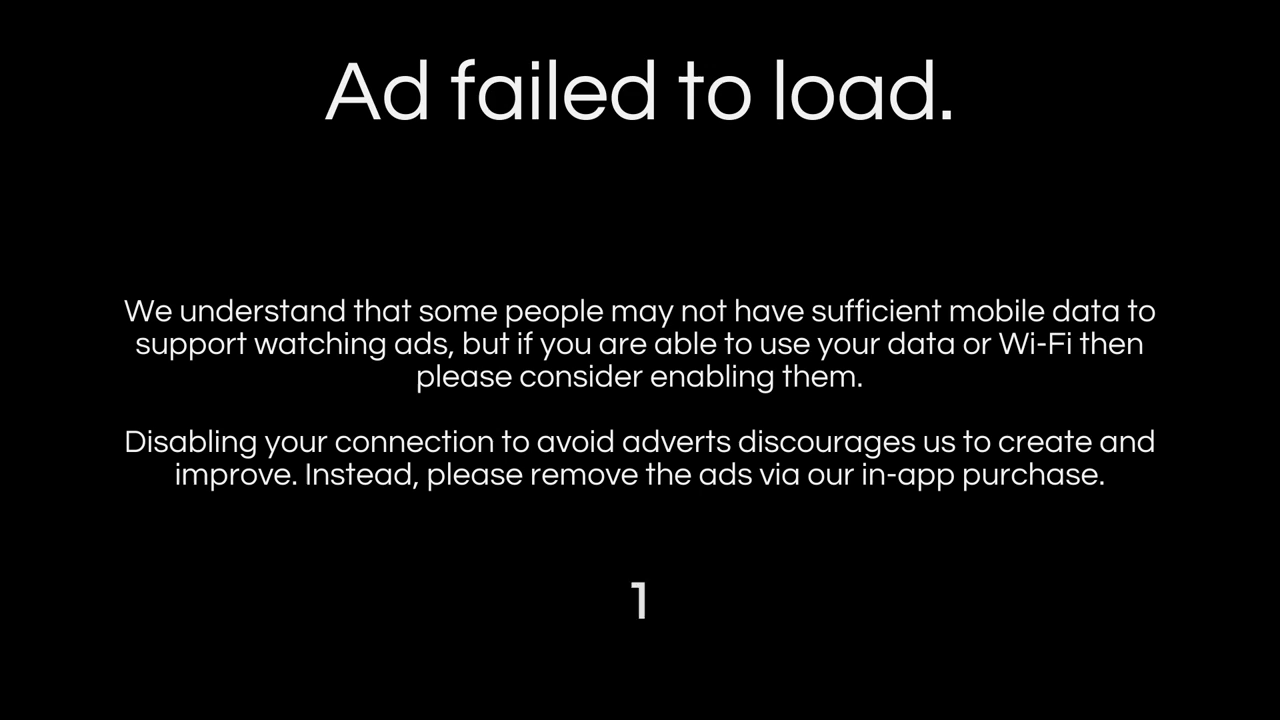 Ad failed to load.
We understand that some people may not have sufficient mobile data to
support watching ads, but if you are able to use your data or Wi-Fi then
please consider enabling them.
Disabling your connection to avoid adverts discourages us to create and
improve. Instead, please remove the ads via our in-app purchase.
1